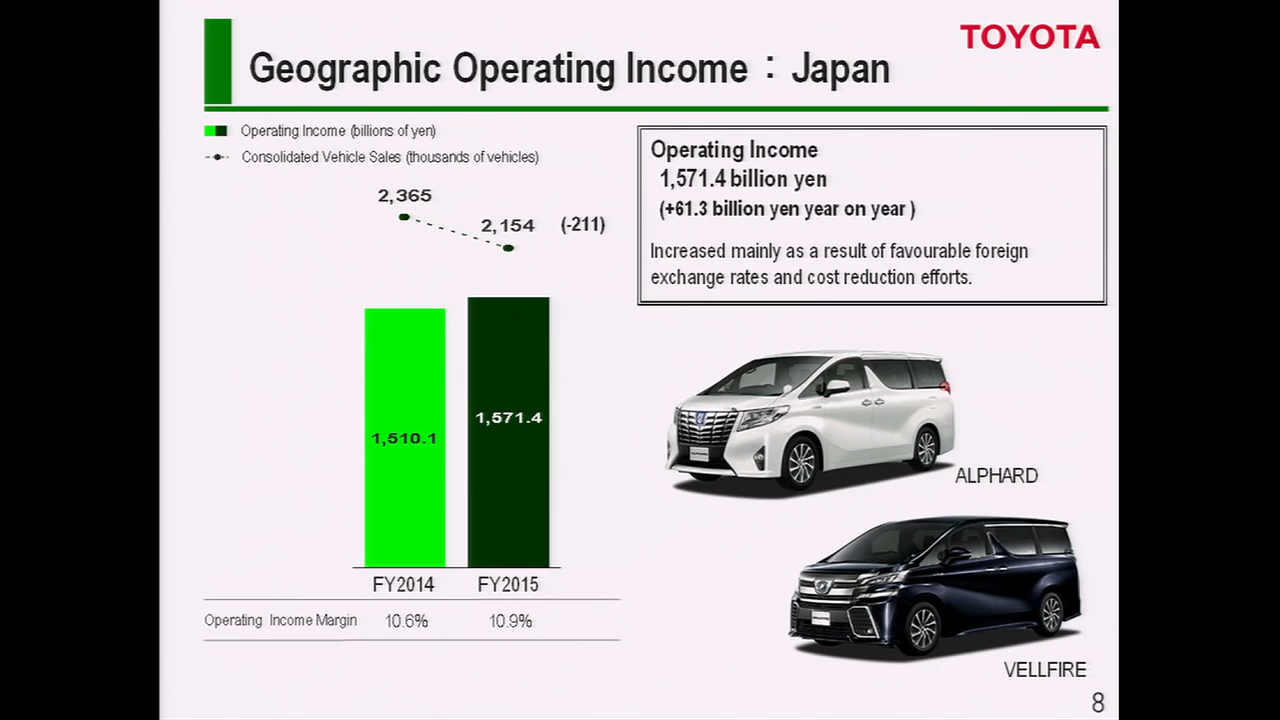 TOYOTA
Geographic Operating Income : Japan
Operating Income (billions of yen)
Consolidated Vehicle Sales (thousands of vehicles)
2,365
2,154 (-211)
1,510.1
1,571.4
FY2014 FY2015
Operating Income Margin 10.6% 10.9%
Operating Income
1,571.4 billion yen
(+61.3 billion yen year on year )
Increased mainly as a result of favourable foreign
exchange rates and cost reduction efforts.
ALPHARD
VELLFIRE
8